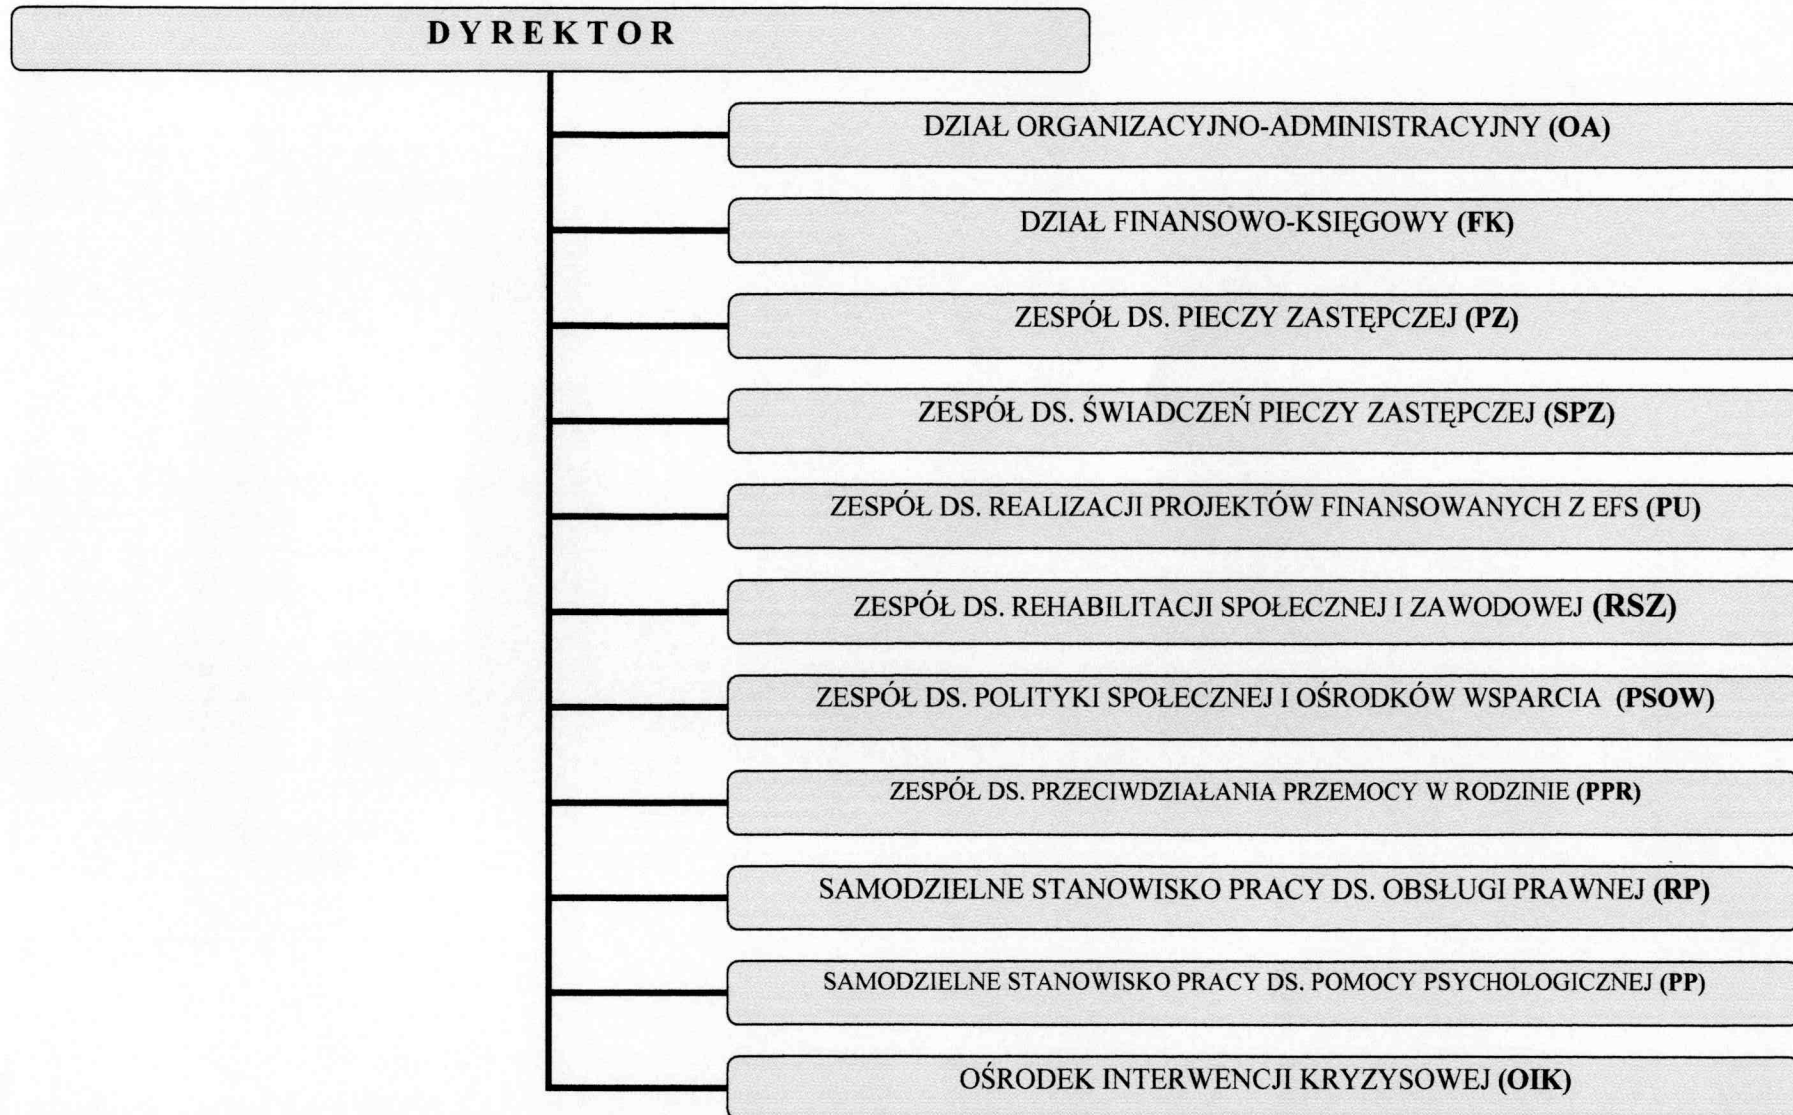 DYREKTOR
DZIAŁ ORGANIZACYJNO-ADMINISTRACYJNY (OA)
DZIAŁ FINANSOWO-KSIĘGOWY (FK)
ZESPÓŁ DS. PIECZY ZASTĘPCZEJ (PZ)
ZESPÓŁ DS. ŚWIADCZEŃ PIECZY ZASTĘPCZEJ (SPZ)
ZESPÓŁ DS. REALIZACJI PROJEKTÓW FINANSOWANYCH Z EFS (PU)
ZESPÓŁ DS. REHABILITACJI SPOŁECZNEJ I ZAWODOWEJ (RSZ)
ZESPÓŁ DS. POLITYKI SPOŁECZNEJ I OŚRODKÓW WSPARCIA (PSOW)
ZESPÓŁ DS. PRZECIWDZIAŁANIA PRZEMOCY W RODZINIE (PPR)
SAMODZIELNE STANOWISKO PRACY DS. OBSŁUGI PRAWNEJ (RP)
SAMODZIELNE STANOWISKO PRACY DS. POMOCY PSYCHOLOGICZNEJ (PP)
OŚRODEK INTERWENCJI KRYZYSOWEJ (OIK)